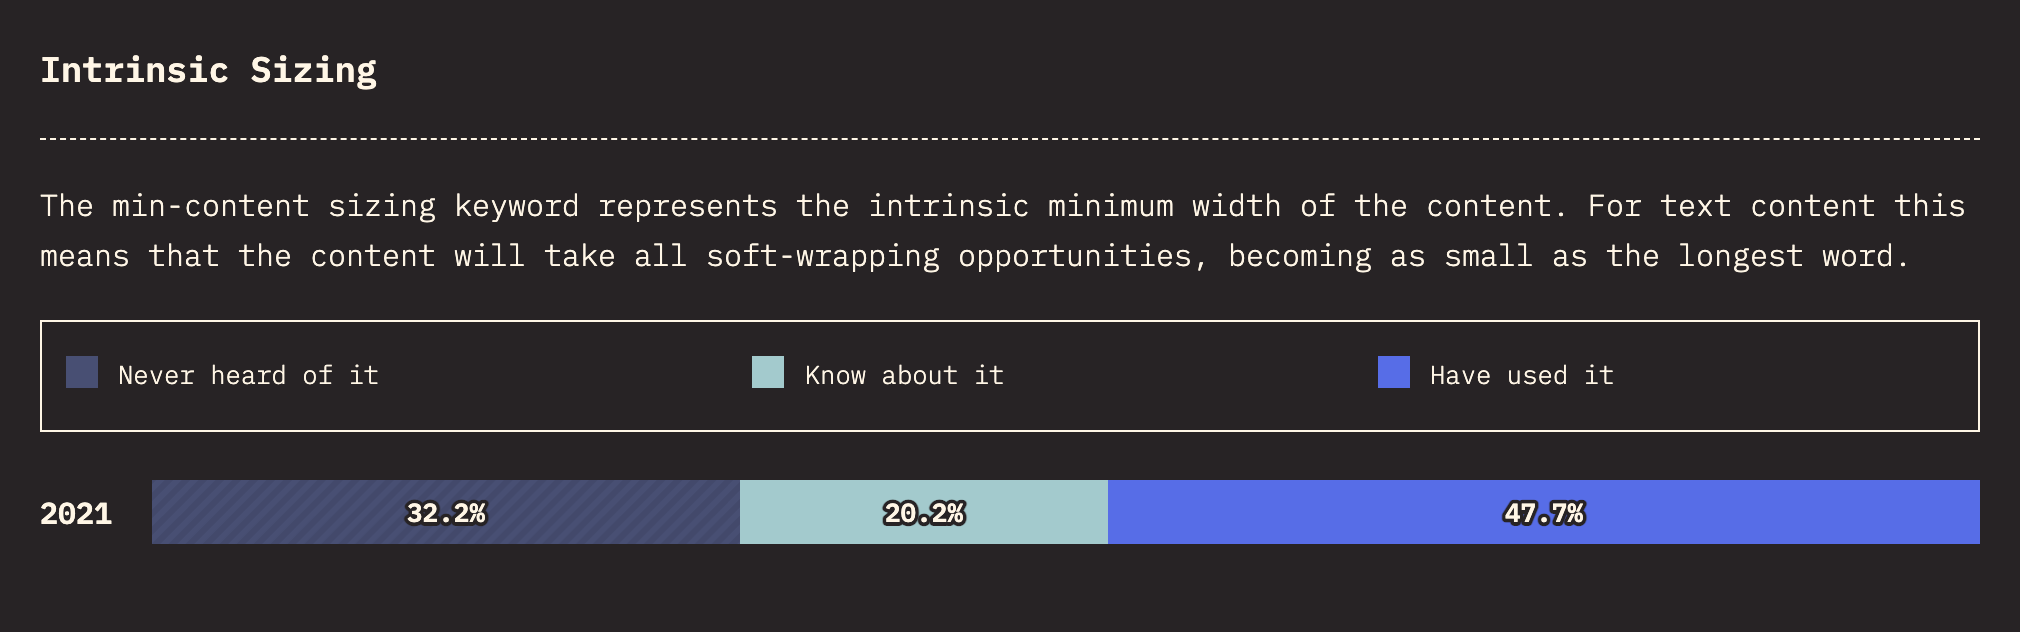 Intrinsic Sizing
The min-content sizing keyword represents the intrinsic minimum width of the content. For text content this
means that the content will take all soft-wrapping opportunities, becoming as small as the longest word.
Never heard of it Know about it Have used it
2021 32.2% 20.2% 47.7%